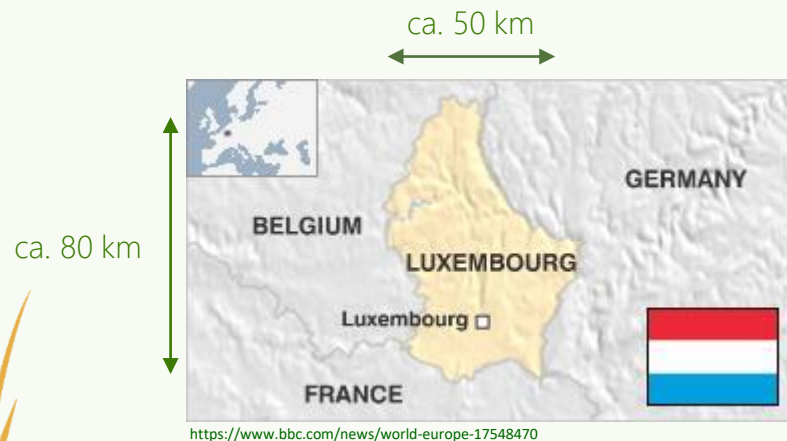 ca. 50 km
GERMANY
BELGIUM
ca. 80 km
LUXEMBOURG
Luxembourg
FRANCE
https://www.bbc.com/news/world-europe-17548470